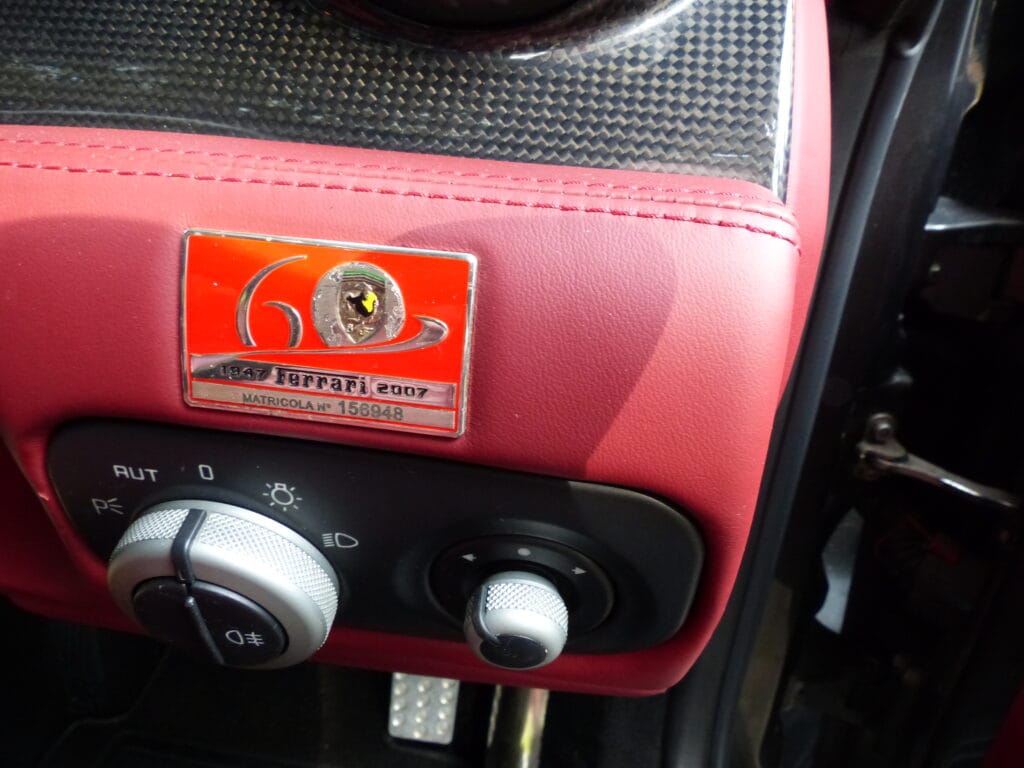 60
1947 Ferrari 2007
MATRICOLA N° 156948
AUT 0
P